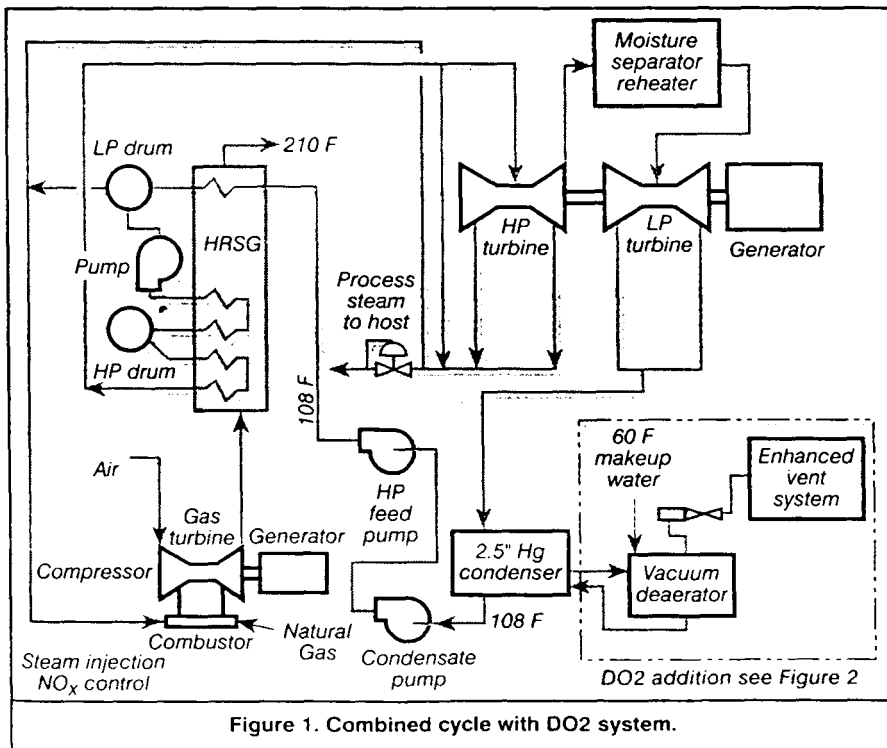 Moisture
separator
reheater
LP drum
210 F
HRSG
Pump
HP drum
108 F
HP
turbine
LP
turbine
Generator
Process
steam
to host
Air
Gas
turbine
Generator
Compressor
Combustor
Natural
Gas
Steam injection
NOx control
HP
feed
pump
2.5" Hg
condenser
108 F
Condensate
pump
60 F
makeup
water
Enhanced
vent
system
Vacuum
deaerator
DO2 addition see Figure 2
Figure 1. Combined cycle with DO2 system.